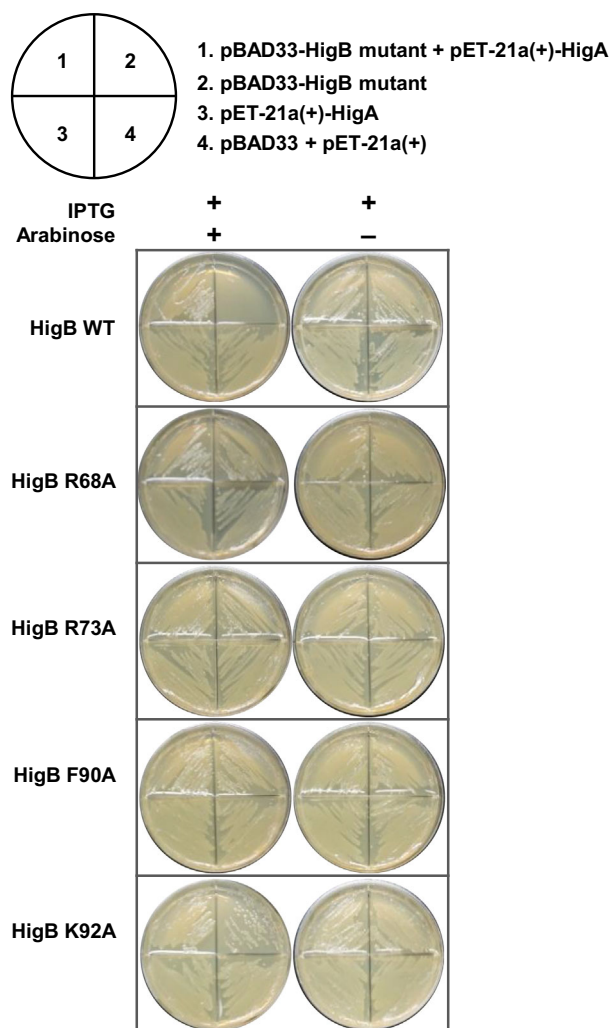 1 2
3 4
1. pBAD33-HigB mutant + pET-21a(+)-HigA
2. pBAD33-HigB mutant
3. pET-21a(+)-HigA
4. pBAD33 + pET-21a(+)
IPTG + +
Arabinose + –
HigB WT
HigB R68A
HigB R73A
HigB F90A
HigB K92A